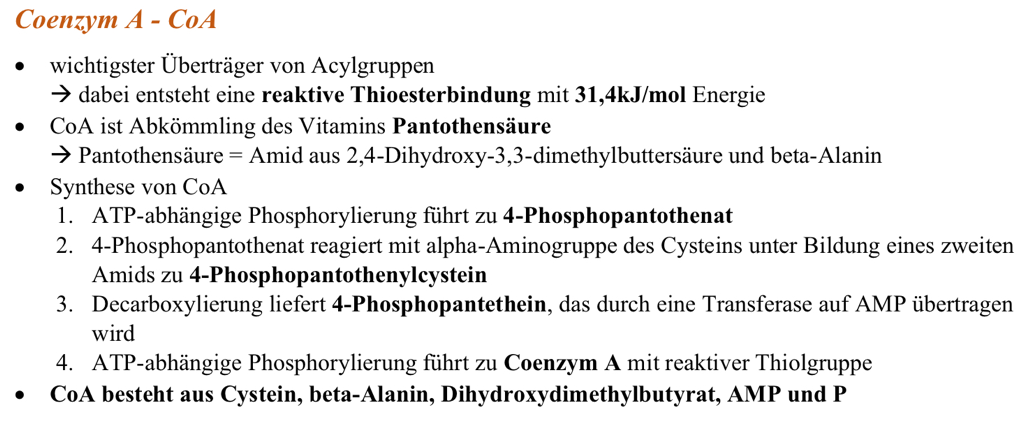 Coenzym A - CoA
• wichtigster Überträger von Acylgruppen
→ dabei entsteht eine reaktive Thioesterbindung mit 31,4kJ/mol Energie
• CoA ist Abkömmling des Vitamins Pantothensäure
→ Pantothensäure = Amid aus 2,4-Dihydroxy-3,3-dimethylbuttersäure und beta-Alanin
• Synthese von CoA
1. ATP-abhängige Phosphorylierung führt zu 4-Phosphopantothenat
2. 4-Phosphopantothenat reagiert mit alpha-Aminogruppe des Cysteins unter Bildung eines zweiten
Amids zu 4-Phosphopantothenylcystein
3. Decarboxylierung liefert 4-Phosphopantethein, das durch eine Transferase auf AMP übertragen
wird
4. ATP-abhängige Phosphorylierung führt zu Coenzym A mit reaktiver Thiolgruppe
• CoA besteht aus Cystein, beta-Alanin, Dihydroxydimethylbutyrat, AMP und P